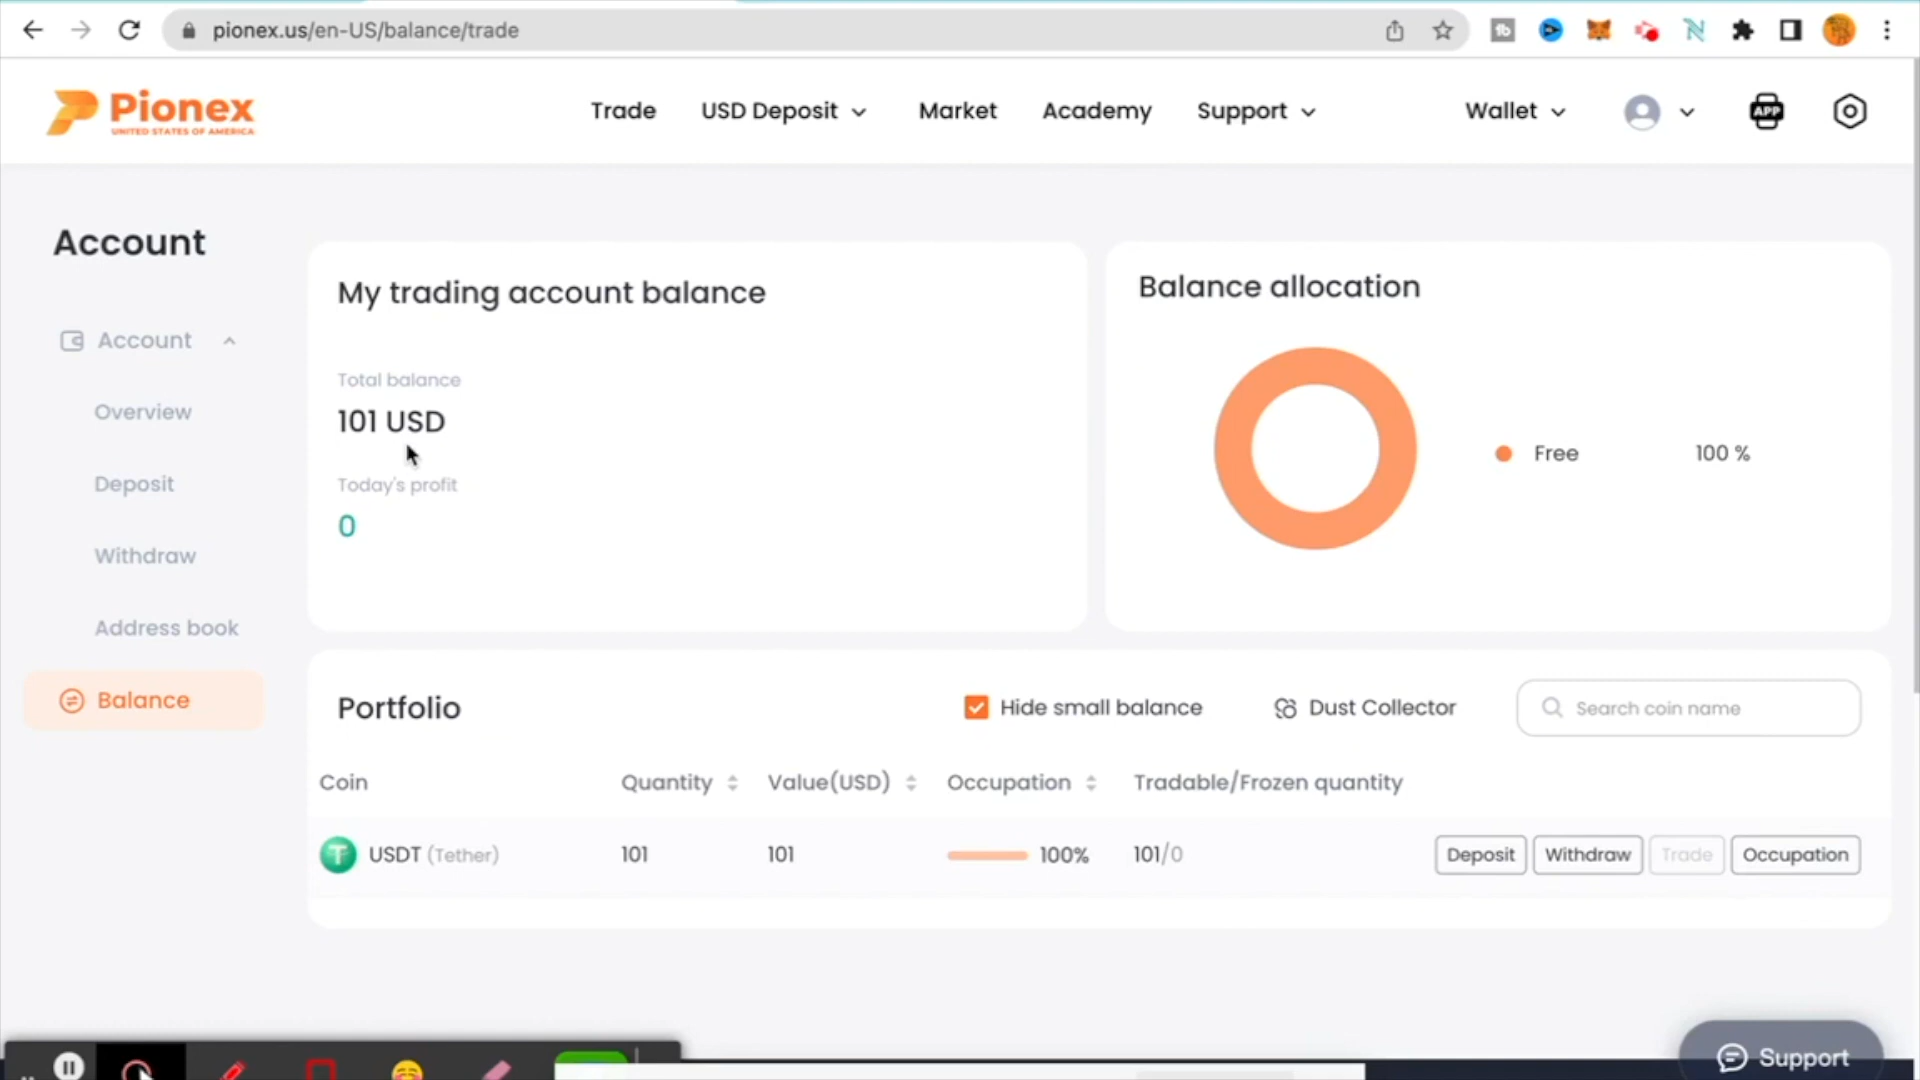 pionex.us/en-US/balance/trade
tb
Pionex
UNITED STATES OF AMERICA
Trade
USD Deposit
Market
Academy
Support
Wallet
APP
Account
Account
Overview
Deposit
Withdraw
Address book
Balance
My trading account balance
Total balance
101 USD
Today's profit
0
Balance allocation
Free 100 %
Portfolio
Hide small balance
Dust Collector
Search coin name
Coin Quantity Value(USD) Occupation Tradable/Frozen quantity
USDT (Tether) 101 101 100% 101/0 Deposit Withdraw Trade Occupation
Support